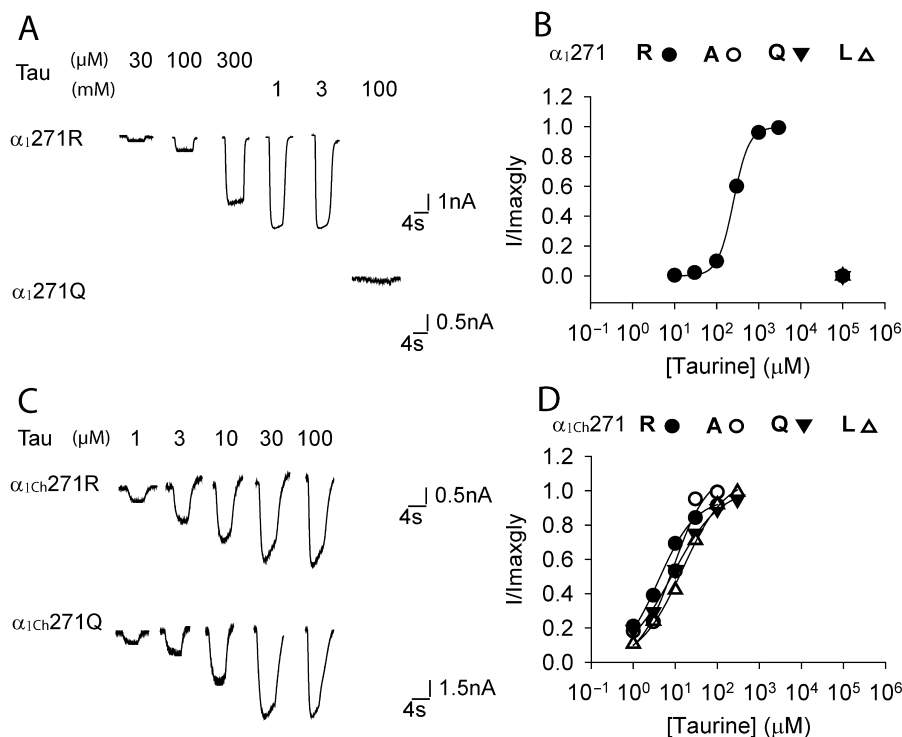 A
(μM) 30 100 300
Tau
(mM) 1 3 100
α1271R
4s 1nA
α1271Q
4s 0.5nA
B
α1271 R A Q L
1.2
1.0
0.8
0.6
0.4
0.2
0.0
I/Imaxgly
10⁻¹ 10⁰ 10¹ 10² 10³ 10⁴ 10⁵ 10⁶
[Taurine] (μM)
C
Tau (μM) 1 3 10 30 100
α1Ch271R
4s 0.5nA
α1Ch271Q
4s 1.5nA
D
α1Ch271 R A Q L
1.2
1.0
0.8
0.6
0.4
0.2
0.0
I/Imaxgly
10⁻¹ 10⁰ 10¹ 10² 10³ 10⁴ 10⁵ 10⁶
[Taurine] (μM)